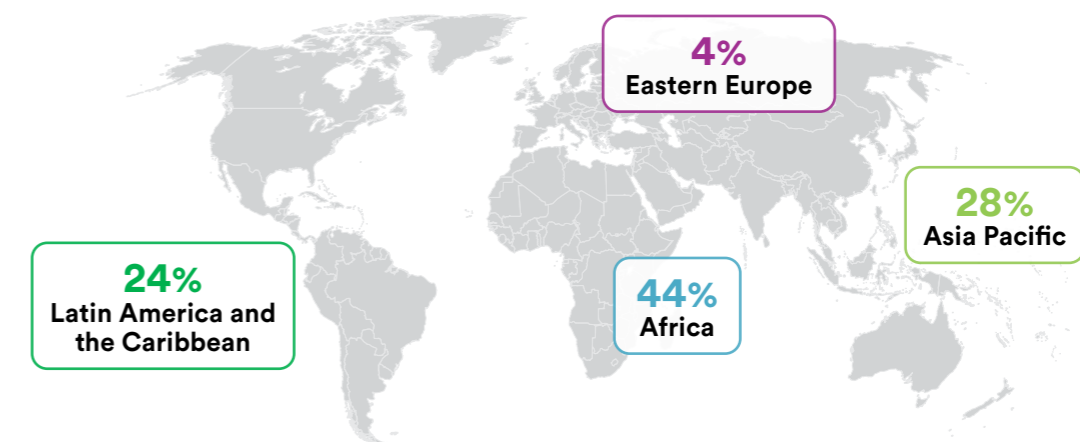 4%
Eastern Europe
28%
Asia Pacific
24%
Latin America and
the Caribbean
44%
Africa